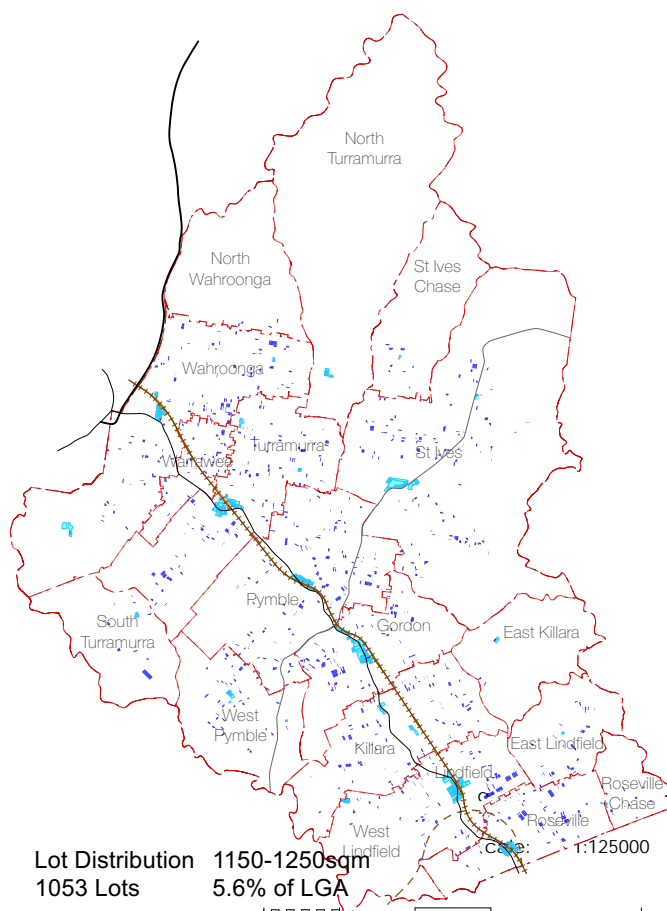 North
Turramurra
North
Wahroonga
St Ives
Chase
Wahroonga
Turramurra
St Ives
Warrawee
Pymble
Gordon
South
Turramurra
East Killara
West
Pymble
Killara
East Lindfield
Lindfield
Roseville
Chase
Roseville
West
Lindfield
1:125000
Lot Distribution 1150-1250sqm
1053 Lots 5.6% of LGA